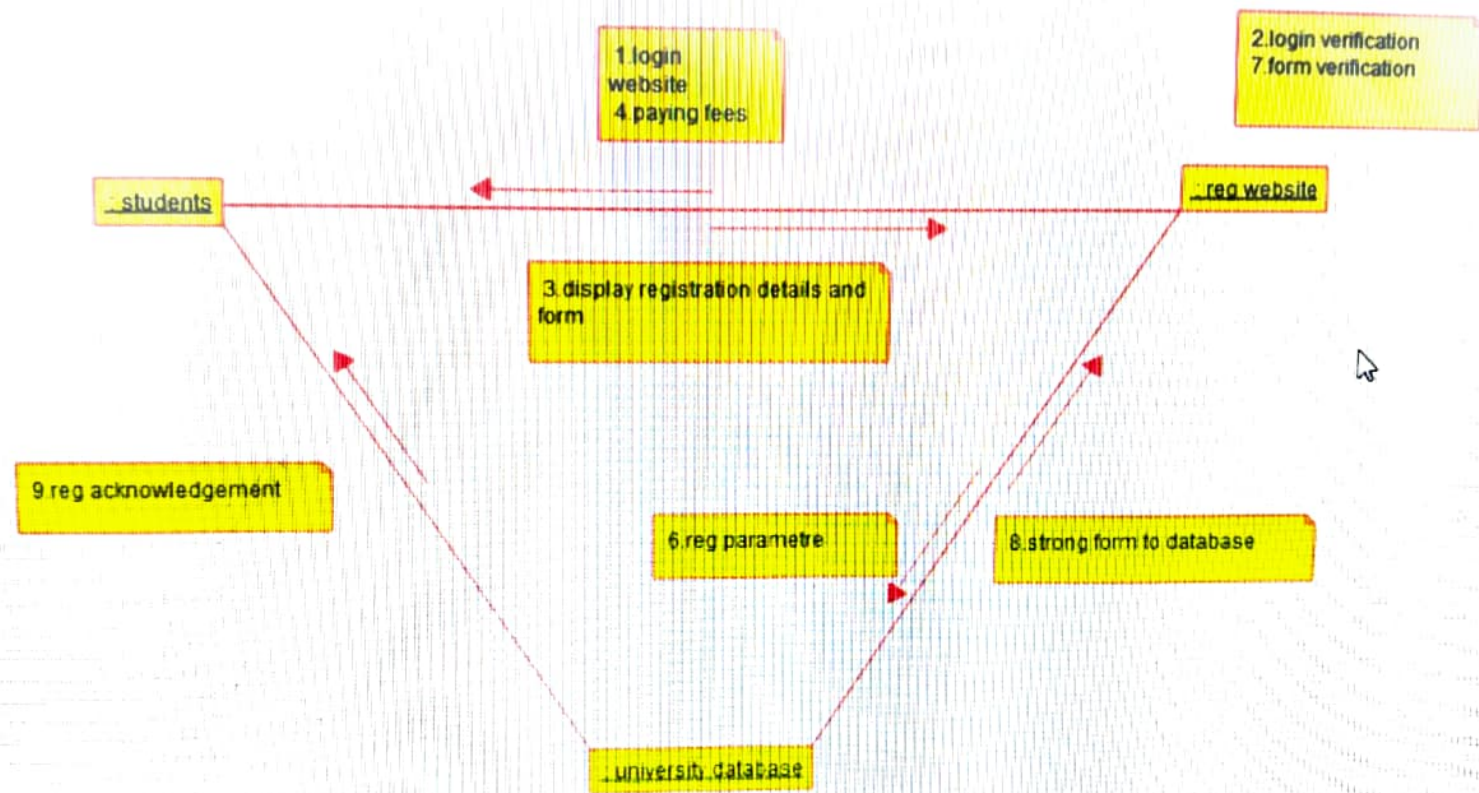 1.login
website
4.paying fees
2.login verification
7.form verification
: students
: reg website
3.display registration details and
form
9.reg acknowledgement
6.reg parametre
8.strong form to database
: university database